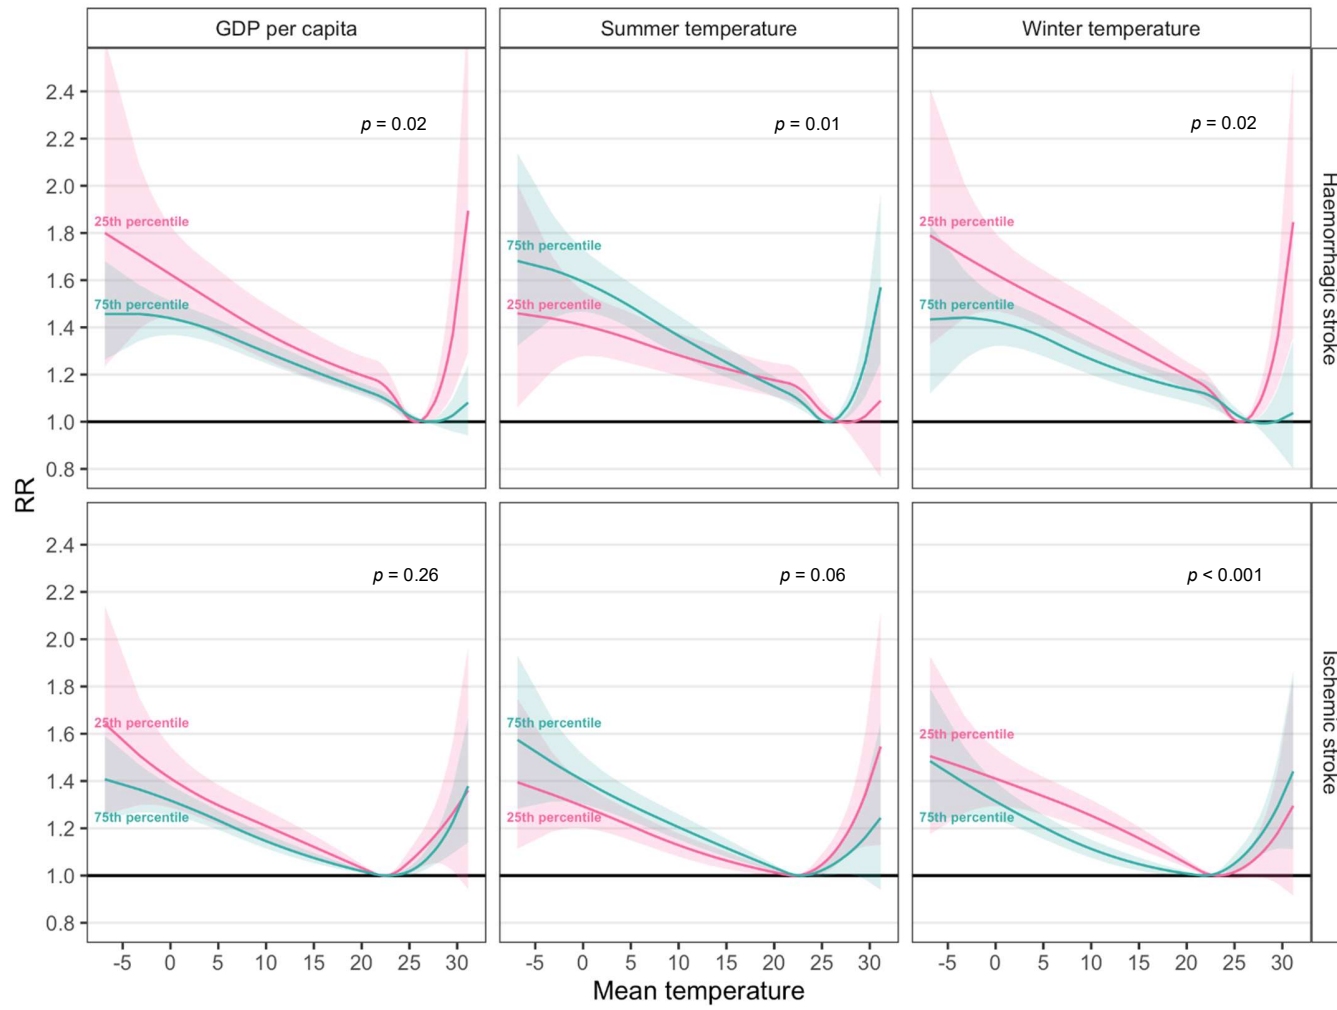 GDP per capita
Summer temperature
Winter temperature
2.4
2.2
2.0
1.8
1.6
1.4
1.2
1.0
0.8
p = 0.02
25th percentile
75th percentile
p = 0.01
75th percentile
25th percentile
p = 0.02
25th percentile
75th percentile
Haemorrhagic stroke
RR
2.4
2.2
2.0
1.8
1.6
1.4
1.2
1.0
0.8
p = 0.26
25th percentile
75th percentile
p = 0.06
75th percentile
25th percentile
p < 0.001
25th percentile
75th percentile
Ischemic stroke
-5 0 5 10 15 20 25 30
-5 0 5 10 15 20 25 30
-5 0 5 10 15 20 25 30
Mean temperature